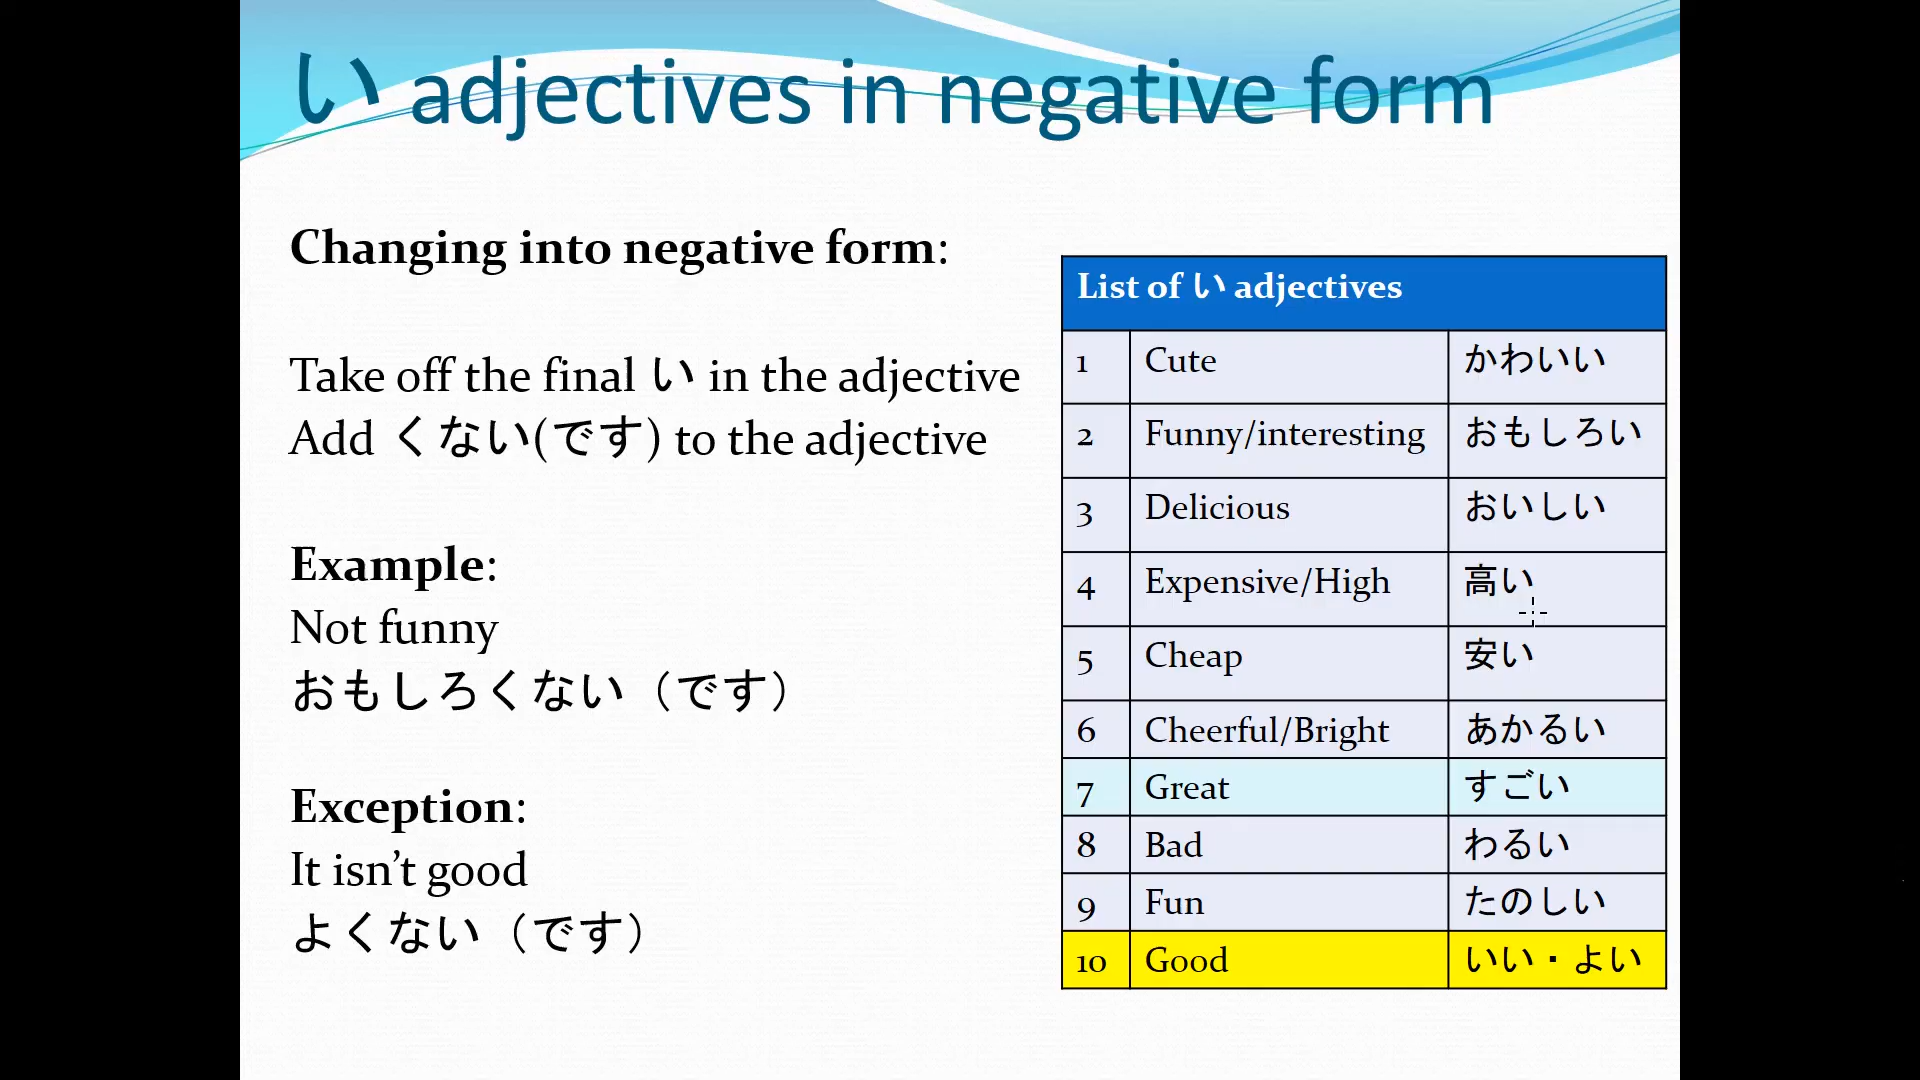 い adjectives in negative form
Changing into negative form:
Take off the final い in the adjective
Add くない(です) to the adjective
Example:
Not funny
おもしろくない（です）
Exception:
It isn’t good
よくない（です）
List of い adjectives
1 Cute かわいい
2 Funny/interesting おもしろい
3 Delicious おいしい
4 Expensive/High 高い
5 Cheap 安い
6 Cheerful/Bright あかるい
7 Great すごい
8 Bad わるい
9 Fun たのしい
10 Good いい・よい